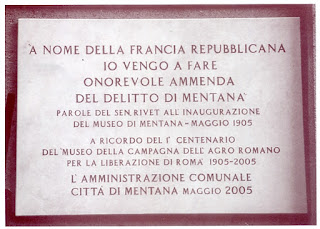 "A NOME DELLA FRANCIA REPUBBLICANA
IO VENGO A FARE
ONOREVOLE AMMENDA
DEL DELITTO DI MENTANA"
PAROLE DEL SEN. RIVET ALL'INAUGURAZIONE
DEL MUSEO DI MENTANA - MAGGIO 1905
A RICORDO DEL 1° CENTENARIO
DEL "MUSEO DELLA CAMPAGNA DELL'AGRO ROMANO
PER LA LIBERAZIONE DI ROMA" 1905-2005
L'AMMINISTRAZIONE COMUNALE
CITTÁ DI MENTANA MAGGIO 2005